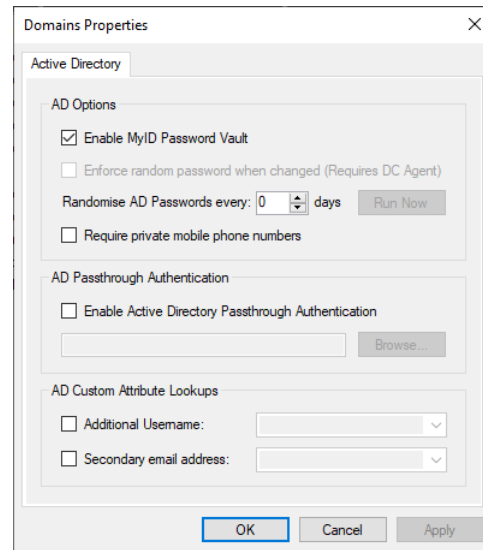 Domains Properties
Active Directory
AD Options
Enable MyID Password Vault
Enforce random password when changed (Requires DC Agent)
Randomise AD Passwords every: 0 days Run Now
Require private mobile phone numbers
AD Passthrough Authentication
Enable Active Directory Passthrough Authentication
Browse...
AD Custom Attribute Lookups
Additional Username:
Secondary email address:
OK Cancel Apply